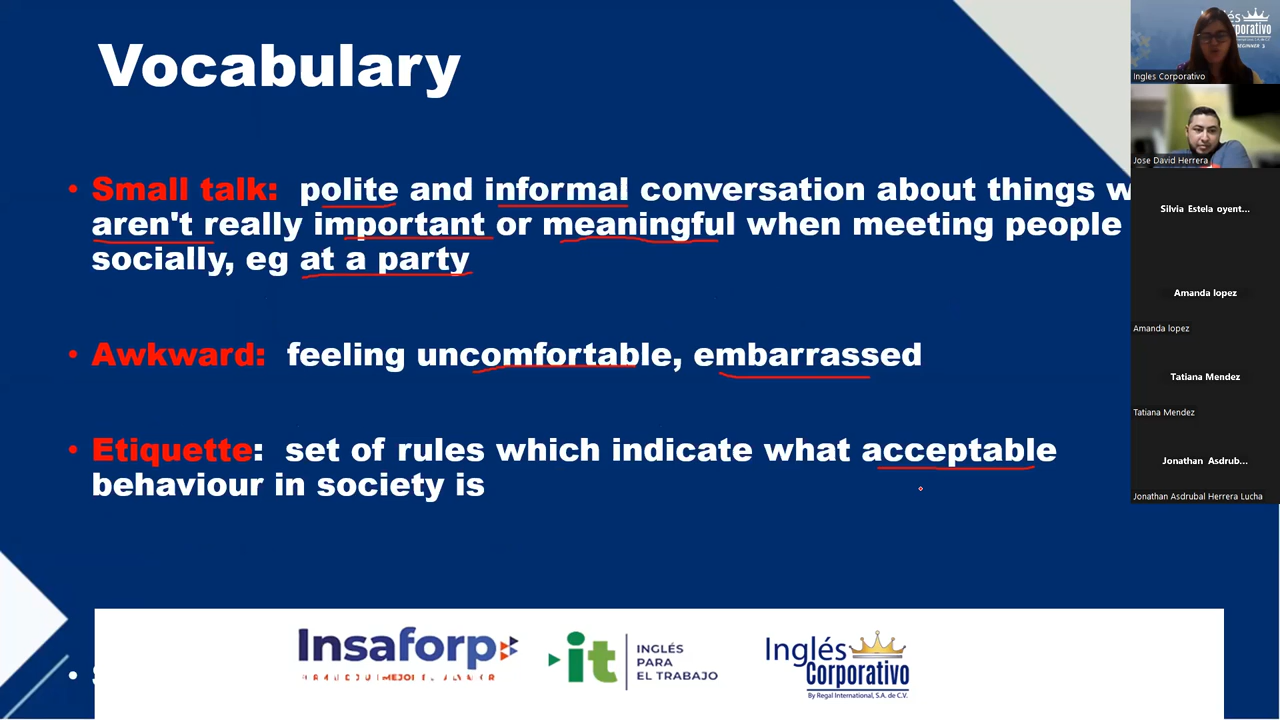 Vocabulary
• Small talk: polite and informal conversation about things w
aren't really important or meaningful when meeting people
socially, eg at a party
• Awkward: feeling uncomfortable, embarrassed
• Etiquette: set of rules which indicate what acceptable
behaviour in society is
Insaforp
it
INGLÉS
PARA
EL TRABAJO
Inglés
Corporativo
By Regal International, S.A. de C.V.
Ingles Corporativo
Jose David Herrera
Silvia Estela oyent...
Amanda lopez
Amanda lopez
Tatiana Mendez
Tatiana Mendez
Jonathan Asdrub...
Jonathan Asdrubal Herrera Lucha